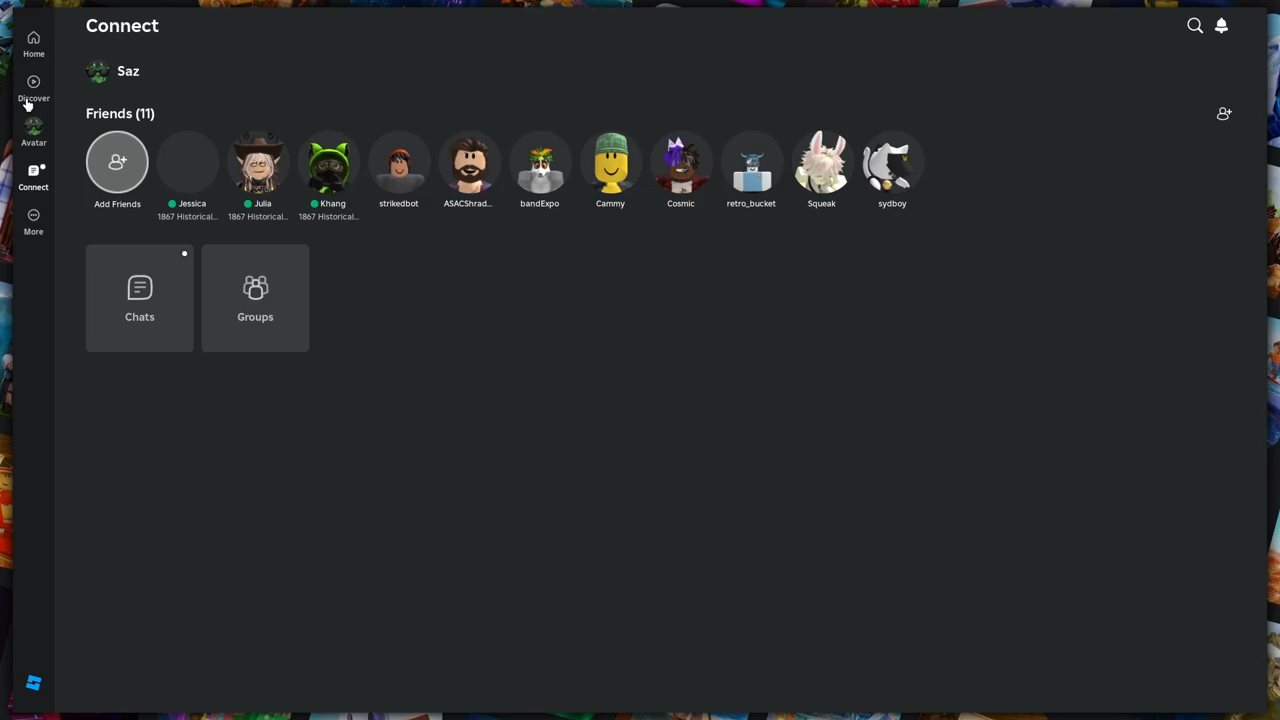 Connect
Home
Saz
Discover
Friends (11)
Avatar
Connect
Add Friends
Jessica
Julia
Khang
strikedbot
ASACShrad...
bandExpo
Cammy
Cosmic
retro_bucket
Squeak
sydboy
1867 Historical...
1867 Historical...
1867 Historical...
More
Chats
Groups